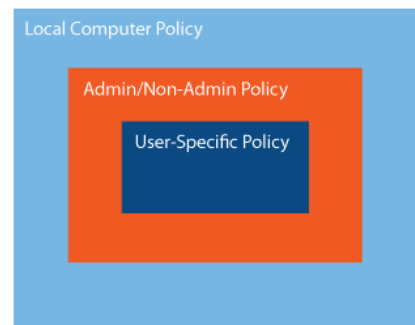 Local Computer Policy
Admin/Non-Admin Policy
User-Specific Policy